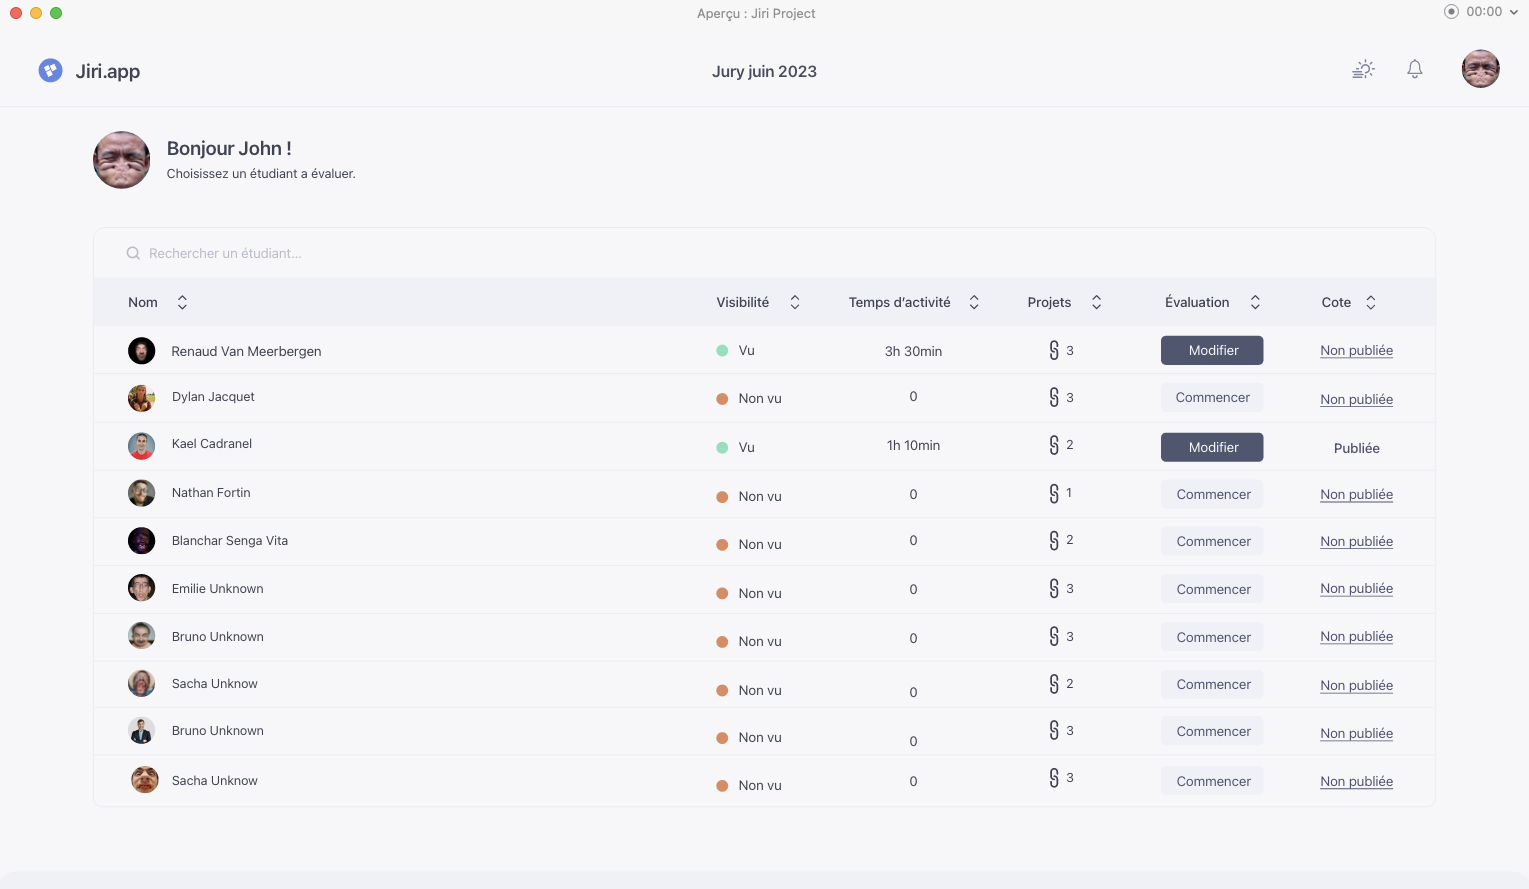 Aperçu : Jiri Project
00:00
Jiri.app
Jury juin 2023
Bonjour John !
Choisissez un étudiant a évaluer.
Rechercher un étudiant...
Nom Visibilité Temps d'activité Projets Évaluation Cote
Renaud Van Meerbergen Vu 3h 30min 3 Modifier Non publiée
Dylan Jacquet Non vu 0 3 Commencer Non publiée
Kael Cadranel Vu 1h 10min 2 Modifier Publiée
Nathan Fortin Non vu 0 1 Commencer Non publiée
Blanchar Senga Vita Non vu 0 2 Commencer Non publiée
Emilie Unknown Non vu 0 3 Commencer Non publiée
Bruno Unknown Non vu 0 3 Commencer Non publiée
Sacha Unknow Non vu 0 2 Commencer Non publiée
Bruno Unknown Non vu 0 3 Commencer Non publiée
Sacha Unknow Non vu 0 3 Commencer Non publiée